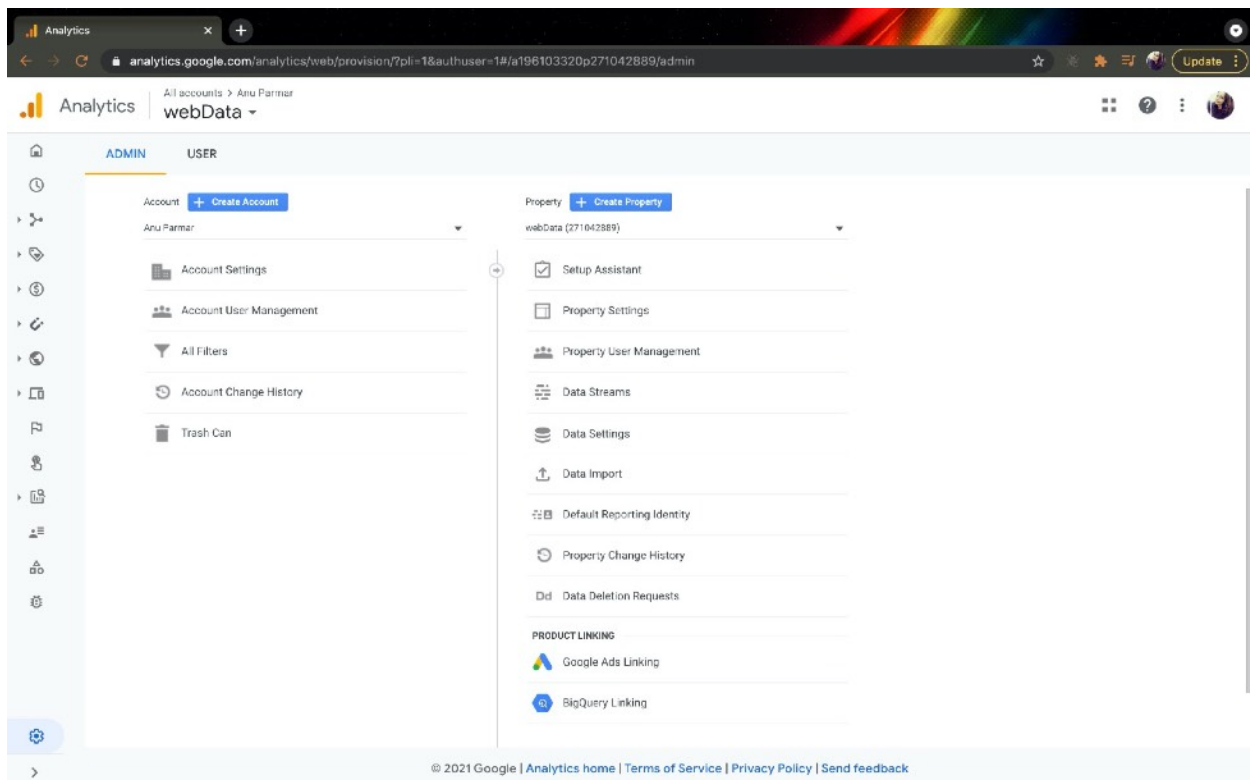 Analytics
analytics.google.com/analytics/web/provision/?pli=1&authuser=1#/a196103320p271042889/admin
Update
Analytics
All accounts > Anu Parmar
webData
ADMIN
USER
Account
+ Create Account
Anu Parmar
Account Settings
Account User Management
All Filters
Account Change History
Trash Can
Property
+ Create Property
webData (271042889)
Setup Assistant
Property Settings
Property User Management
Data Streams
Data Settings
Data Import
Default Reporting Identity
Property Change History
Dd Data Deletion Requests
PRODUCT LINKING
Google Ads Linking
BigQuery Linking
© 2021 Google | Analytics home | Terms of Service | Privacy Policy | Send feedback